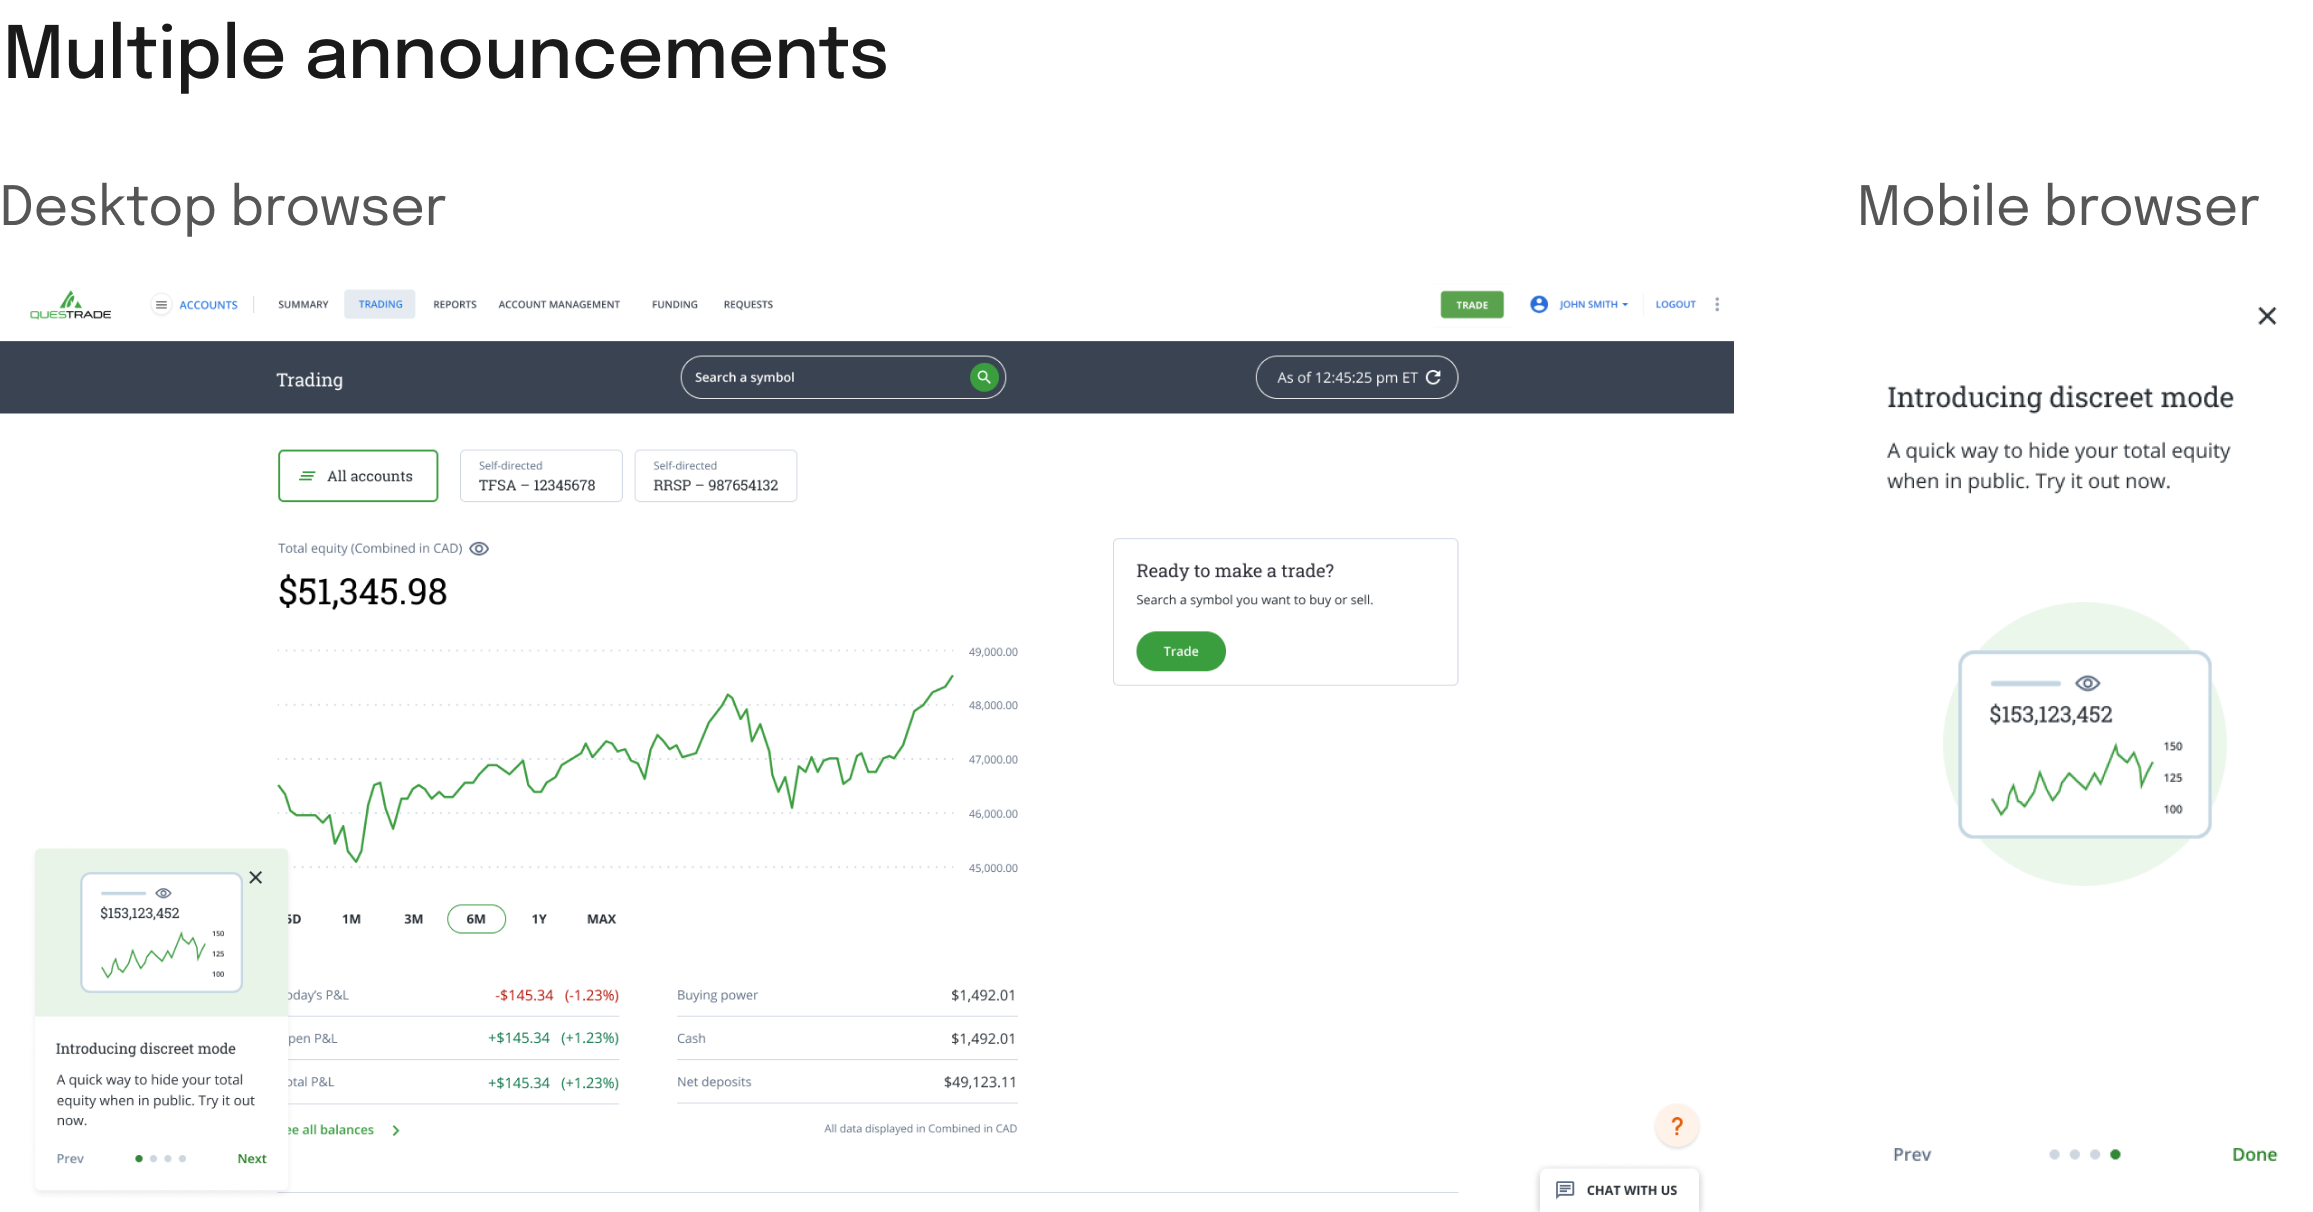 Multiple announcements
Desktop browser
Mobile browser
QUESTRADE
ACCOUNTS
SUMMARY
TRADING
REPORTS
ACCOUNT MANAGEMENT
FUNDING
REQUESTS
TRADE
JOHN SMITH
LOGOUT
Trading
Search a symbol
As of 12:45:25 pm ET
All accounts
Self-directed
TFSA – 12345678
Self-directed
RRSP – 987654132
Total equity (Combined in CAD)
$51,345.98
49,000.00
48,000.00
47,000.00
46,000.00
45,000.00
5D
1M
3M
6M
1Y
MAX
oday's P&L
-$145.34 (-1.23%)
pen P&L
+$145.34 (+1.23%)
otal P&L
+$145.34 (+1.23%)
ee all balances
Buying power
$1,492.01
Cash
$1,492.01
Net deposits
$49,123.11
All data displayed in Combined in CAD
Ready to make a trade?
Search a symbol you want to buy or sell.
Trade
$153,123,452
150
125
100
Introducing discreet mode
A quick way to hide your total
equity when in public. Try it out
now.
Prev
Next
?
CHAT WITH US
Introducing discreet mode
A quick way to hide your total equity
when in public. Try it out now.
$153,123,452
150
125
100
Prev
Done